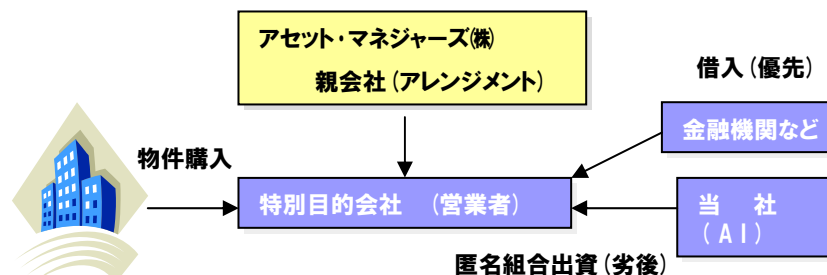 アセット・マネジャーズ㈱
親会社(アレンジメント)
借入(優先)
金融機関など
物件購入
特別目的会社 (営業者)
当 社
(AI)
匿名組合出資(劣後)